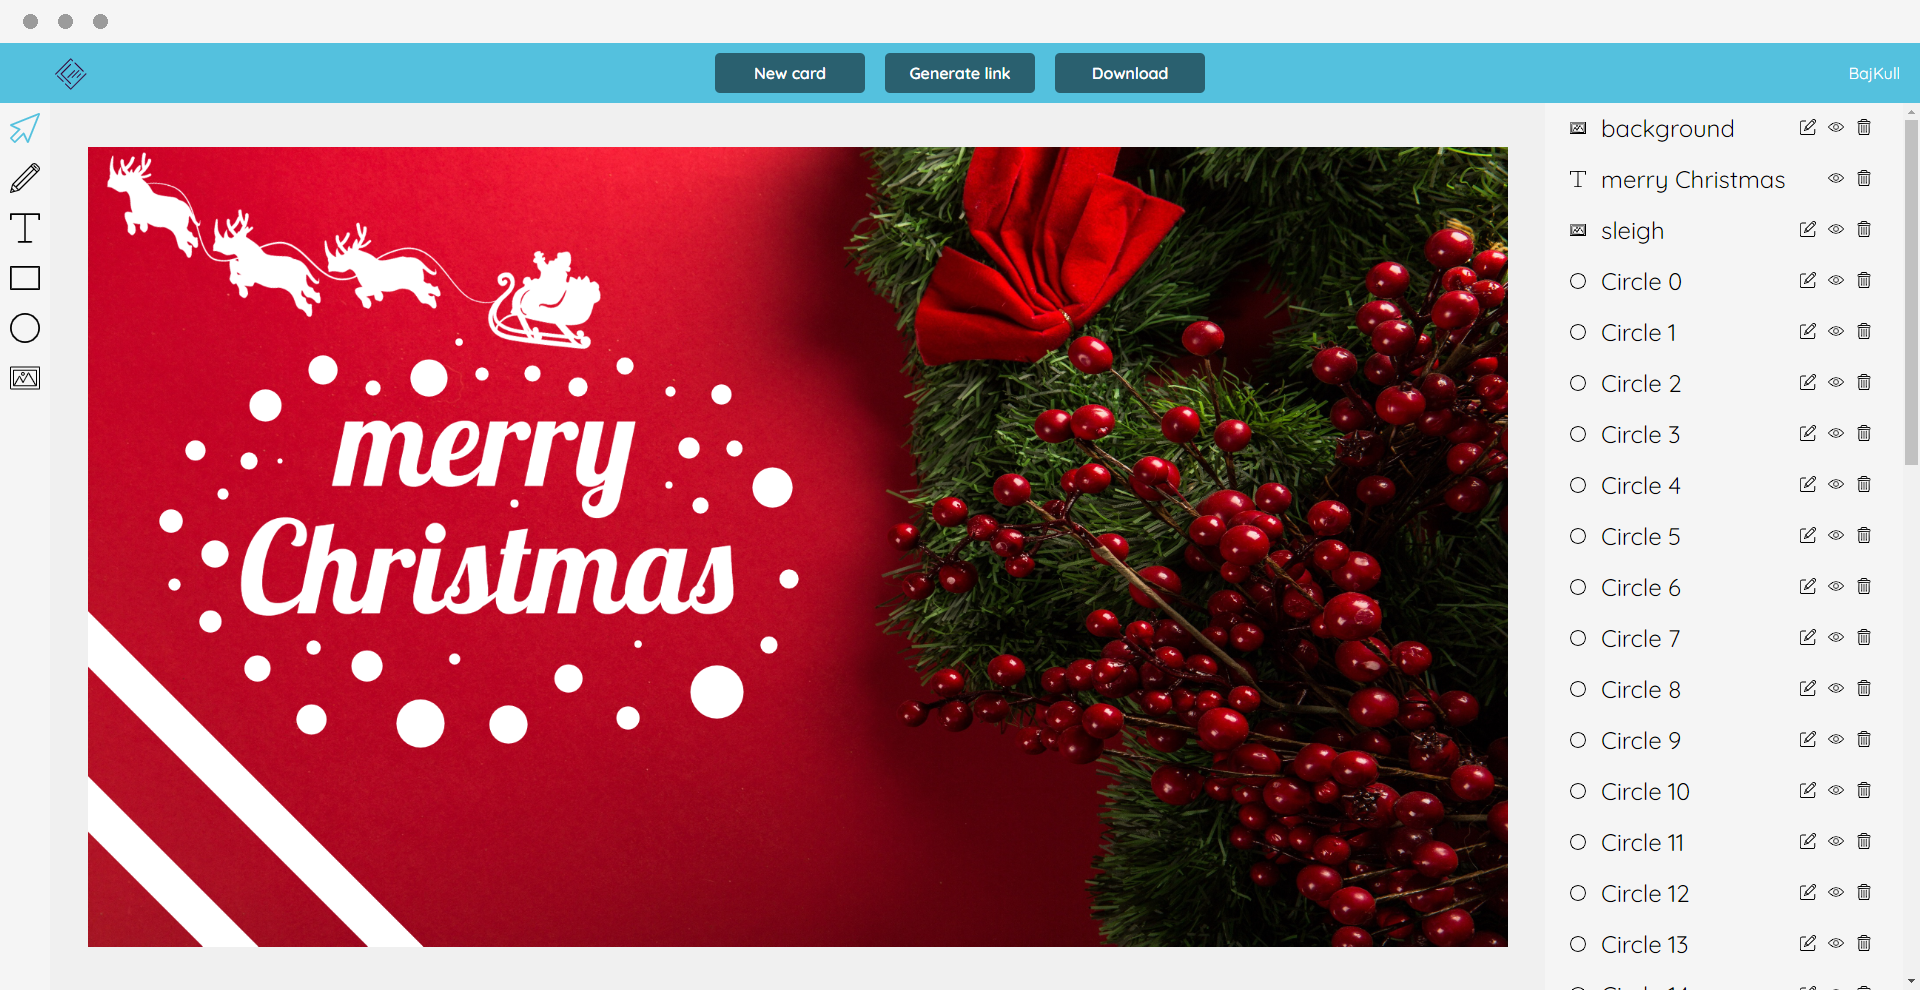 New card
Generate link
Download
BajKull
merry
Christmas
background
merry Christmas
sleigh
Circle 0
Circle 1
Circle 2
Circle 3
Circle 4
Circle 5
Circle 6
Circle 7
Circle 8
Circle 9
Circle 10
Circle 11
Circle 12
Circle 13